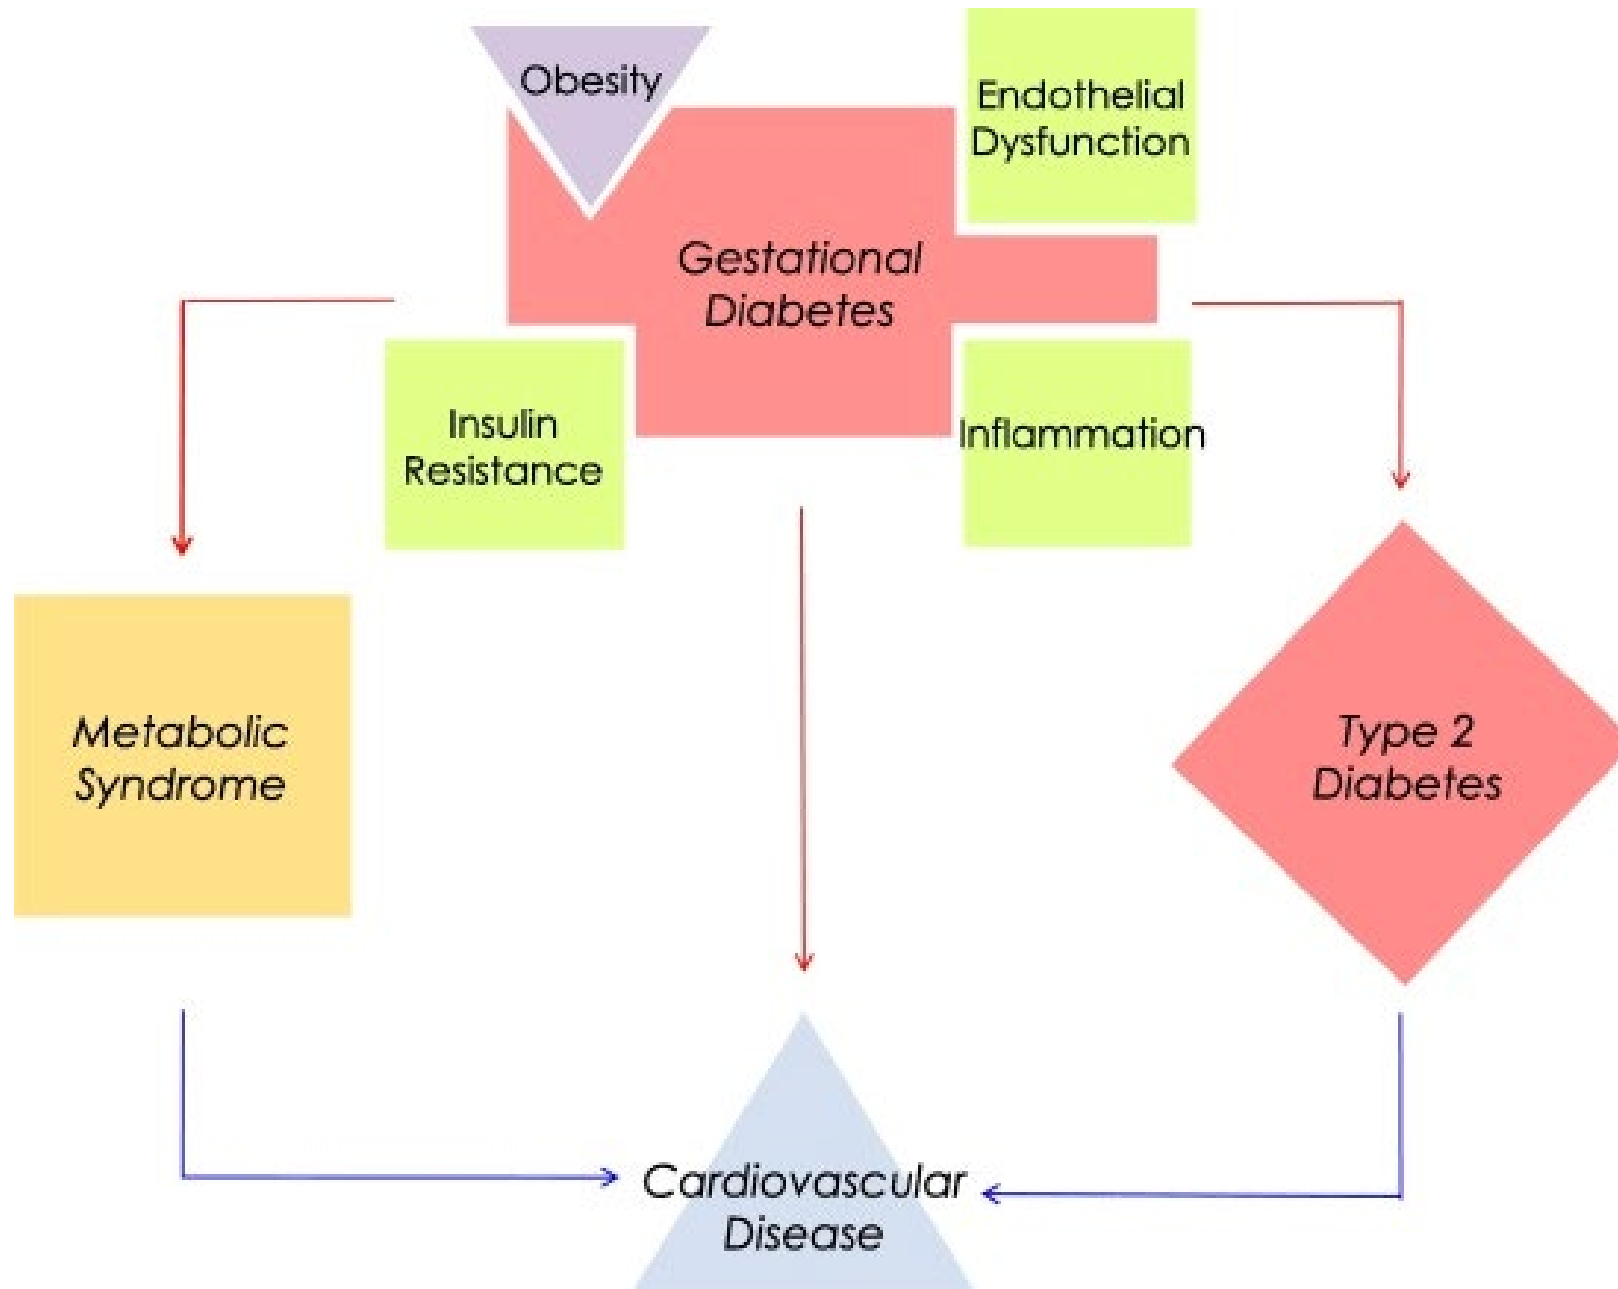 Obesity
Endothelial
Dysfunction
Gestational
Diabetes
Insulin
Resistance
Inflammation
Metabolic
Syndrome
Type 2
Diabetes
Cardiovascular
Disease